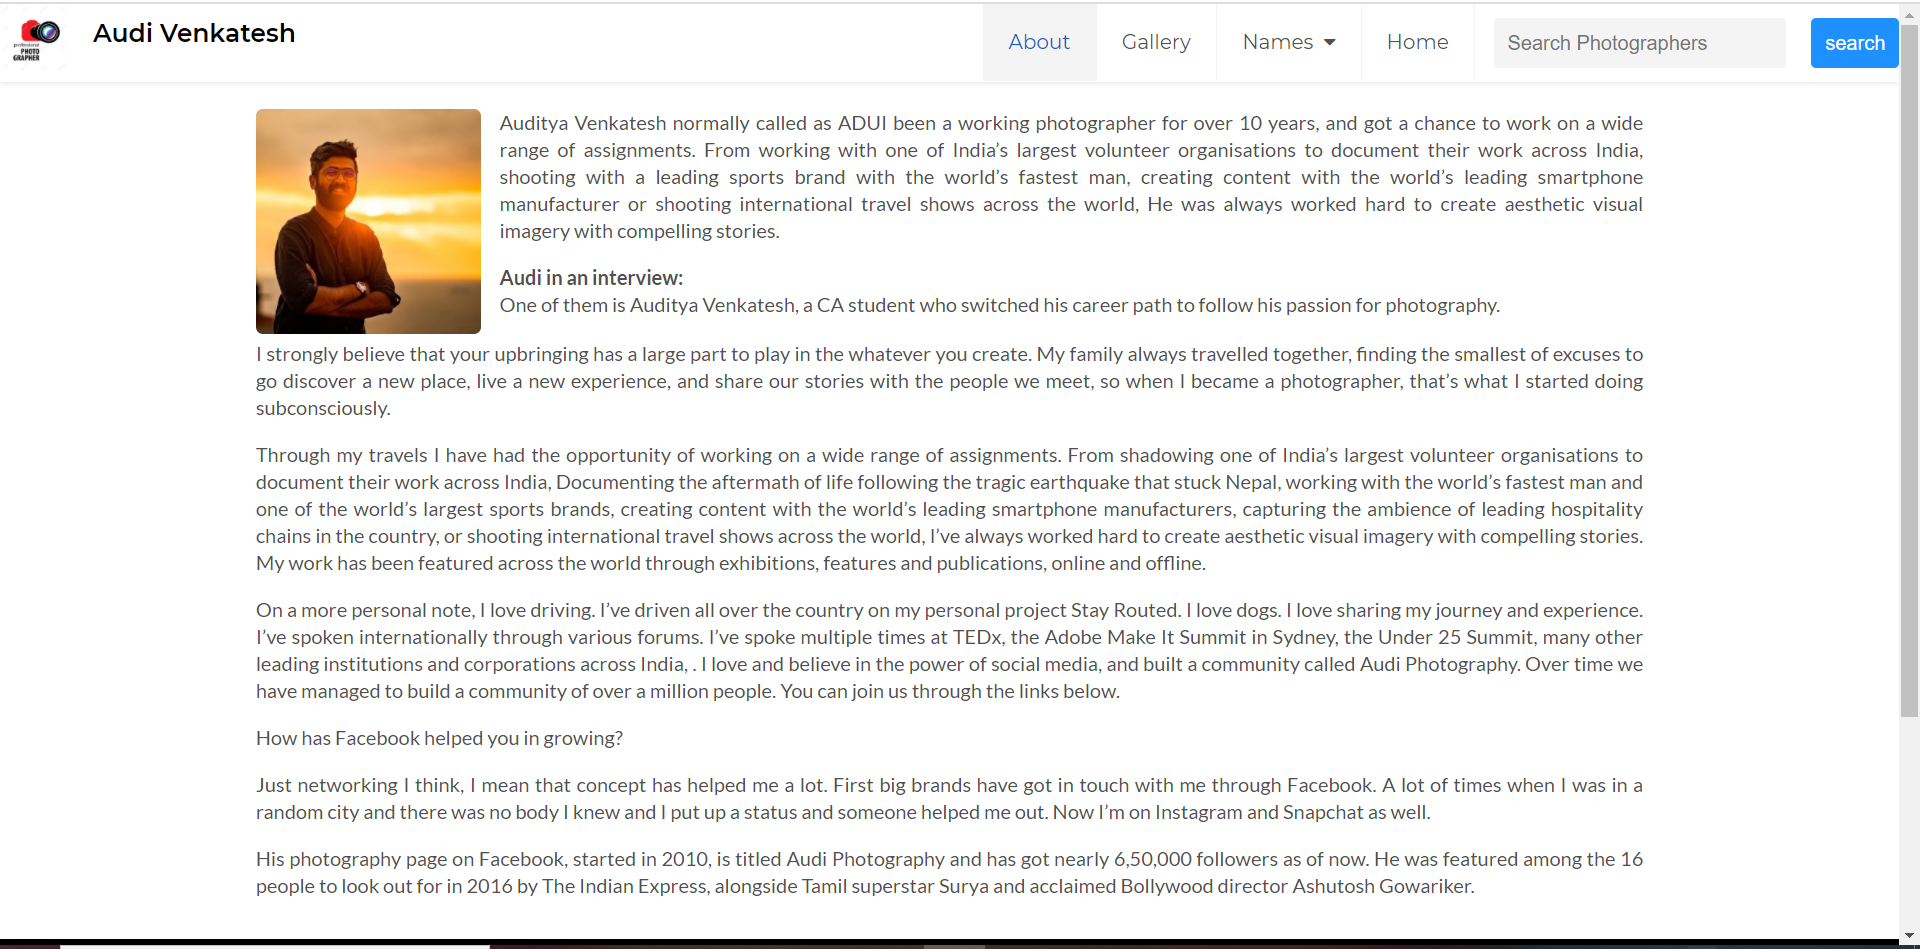 professional
PHOTO
GRAPHER
Audi Venkatesh
About
Gallery
Names
Home
Search Photographers
search
Auditya Venkatesh normally called as ADUI been a working photographer for over 10 years, and got a chance to work on a wide
range of assignments. From working with one of India’s largest volunteer organisations to document their work across India,
shooting with a leading sports brand with the world’s fastest man, creating content with the world’s leading smartphone
manufacturer or shooting international travel shows across the world, He was always worked hard to create aesthetic visual
imagery with compelling stories.
Audi in an interview:
One of them is Auditya Venkatesh, a CA student who switched his career path to follow his passion for photography.
I strongly believe that your upbringing has a large part to play in the whatever you create. My family always travelled together, finding the smallest of excuses to
go discover a new place, live a new experience, and share our stories with the people we meet, so when I became a photographer, that’s what I started doing
subconsciously.
Through my travels I have had the opportunity of working on a wide range of assignments. From shadowing one of India’s largest volunteer organisations to
document their work across India, Documenting the aftermath of life following the tragic earthquake that stuck Nepal, working with the world’s fastest man and
one of the world’s largest sports brands, creating content with the world’s leading smartphone manufacturers, capturing the ambience of leading hospitality
chains in the country, or shooting international travel shows across the world, I’ve always worked hard to create aesthetic visual imagery with compelling stories.
My work has been featured across the world through exhibitions, features and publications, online and offline.
On a more personal note, I love driving. I’ve driven all over the country on my personal project Stay Routed. I love dogs. I love sharing my journey and experience.
I’ve spoken internationally through various forums. I’ve spoke multiple times at TEDx, the Adobe Make It Summit in Sydney, the Under 25 Summit, many other
leading institutions and corporations across India, . I love and believe in the power of social media, and built a community called Audi Photography. Over time we
have managed to build a community of over a million people. You can join us through the links below.
How has Facebook helped you in growing?
Just networking I think, I mean that concept has helped me a lot. First big brands have got in touch with me through Facebook. A lot of times when I was in a
random city and there was no body I knew and I put up a status and someone helped me out. Now I’m on Instagram and Snapchat as well.
His photography page on Facebook, started in 2010, is titled Audi Photography and has got nearly 6,50,000 followers as of now. He was featured among the 16
people to look out for in 2016 by The Indian Express, alongside Tamil superstar Surya and acclaimed Bollywood director Ashutosh Gowariker.